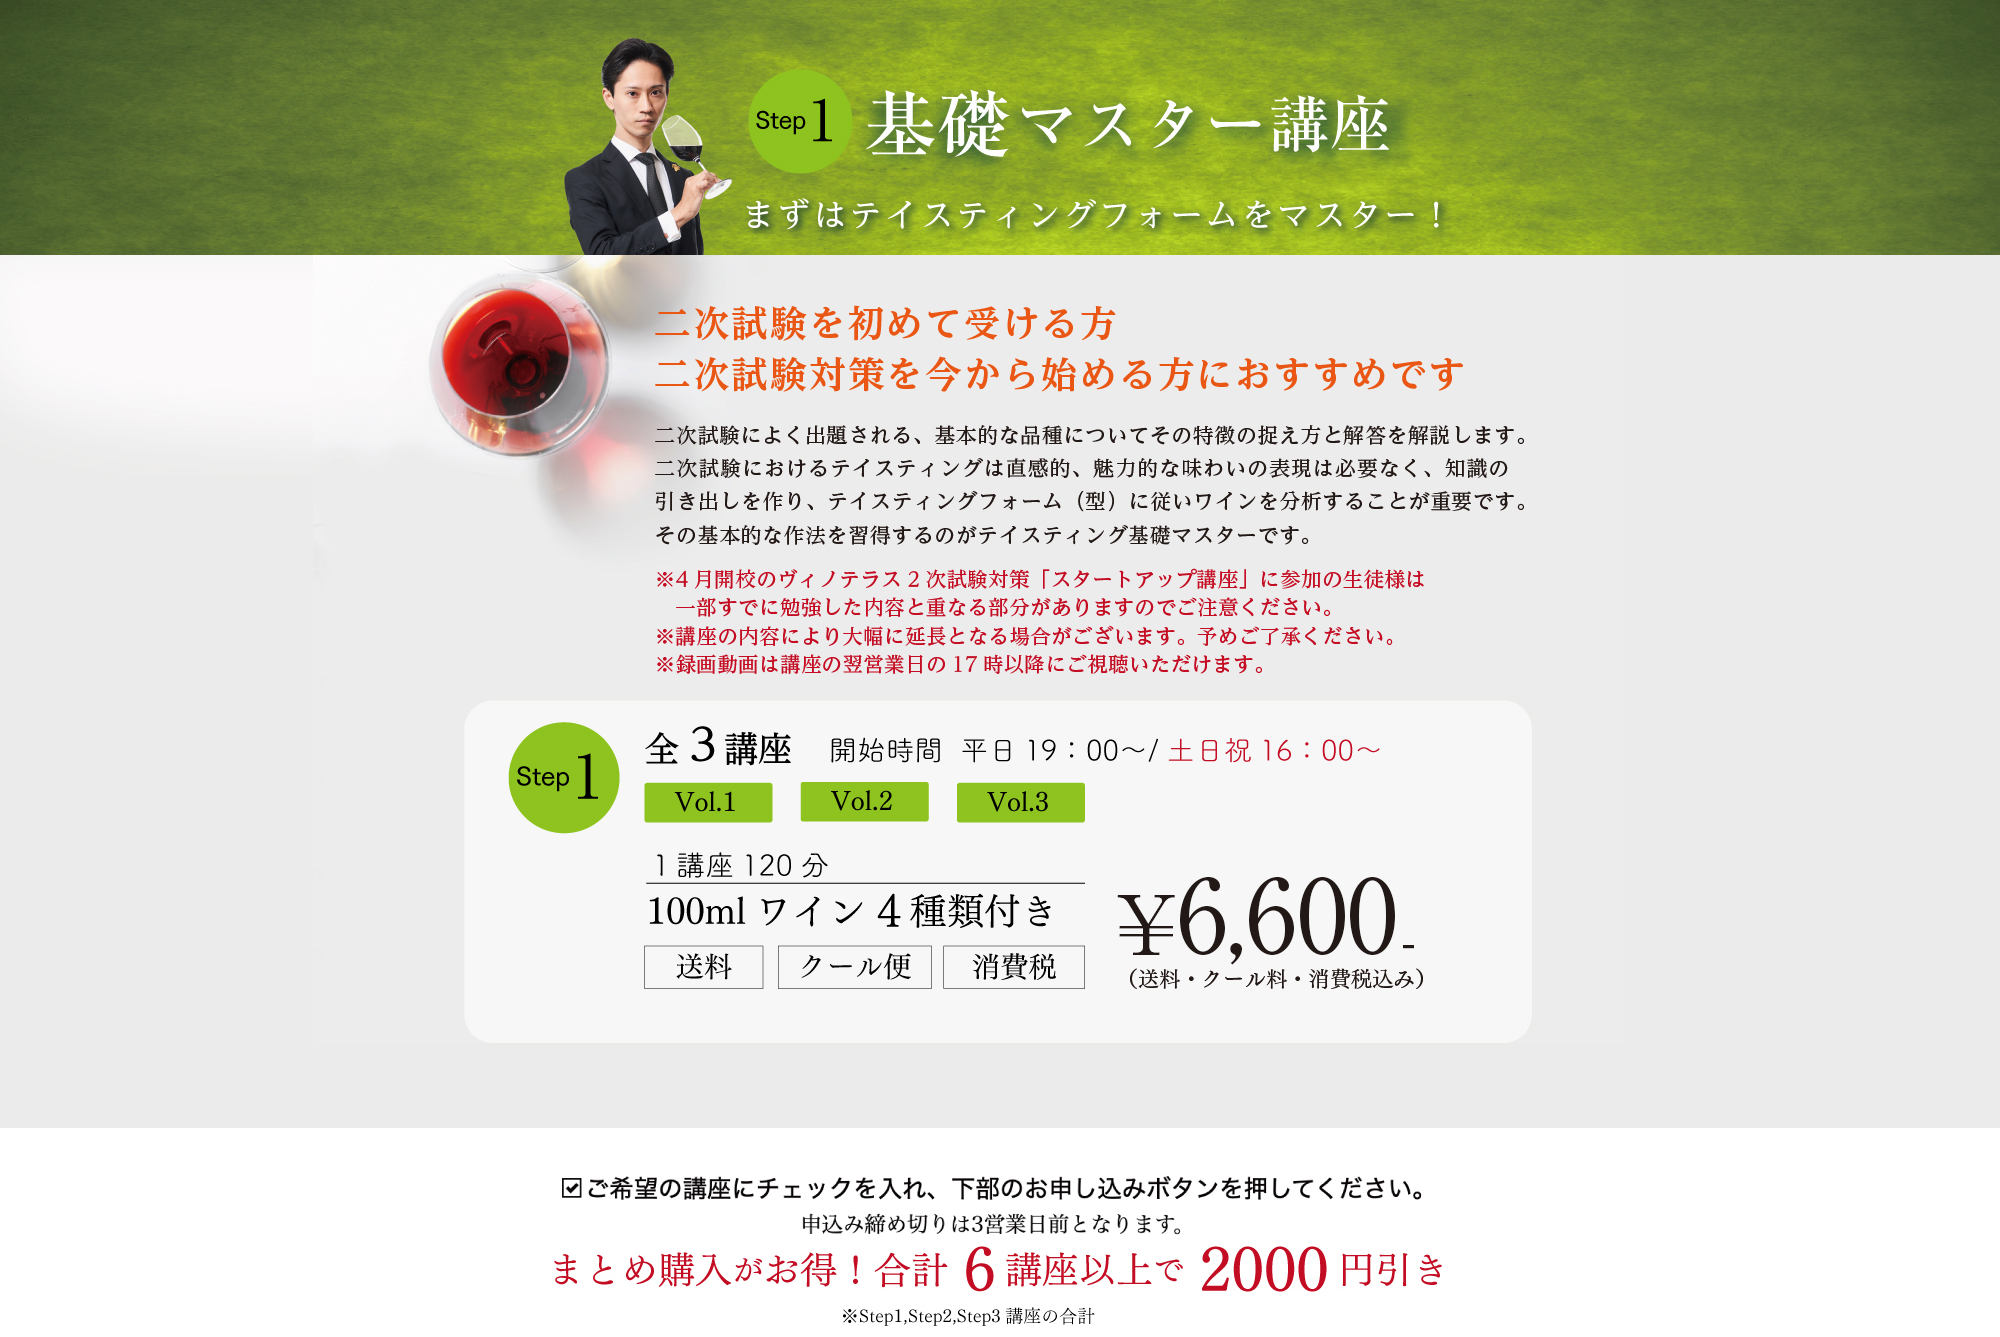 Step 1 基礎マスター講座
まずはテイスティングフォームをマスター！
二次試験を初めて受ける方
二次試験対策を今から始める方におすすめです
二次試験によく出題される、基本的な品種についてその特徴の捉え方と解答を解説します。
二次試験におけるテイスティングは直感的、魅力的な味わいの表現は必要なく、知識の
引き出しを作り、テイスティングフォーム（型）に従いワインを分析することが重要です。
その基本的な作法を習得するのがテイスティング基礎マスターです。
※4月開校のヴィノテラス2次試験対策「スタートアップ講座」に参加の生徒様は
一部すでに勉強した内容と重なる部分がありますのでご注意ください。
※講座の内容により大幅に延長となる場合がございます。予めご了承ください。
※録画動画は講座の翌営業日の17時以降にご視聴いただけます。
Step 1
全3講座 開始時間 平日19：00〜/ 土日祝16：00〜
Vol.1 Vol.2 Vol.3
1講座120分
100mlワイン4種類付き
送料 クール便 消費税
¥6,600-
（送料・クール料・消費税込み）
☑ご希望の講座にチェックを入れ、下部のお申し込みボタンを押してください。
申込み締め切りは3営業日前となります。
まとめ購入がお得！合計6講座以上で2000円引き
※Step1,Step2,Step3講座の合計